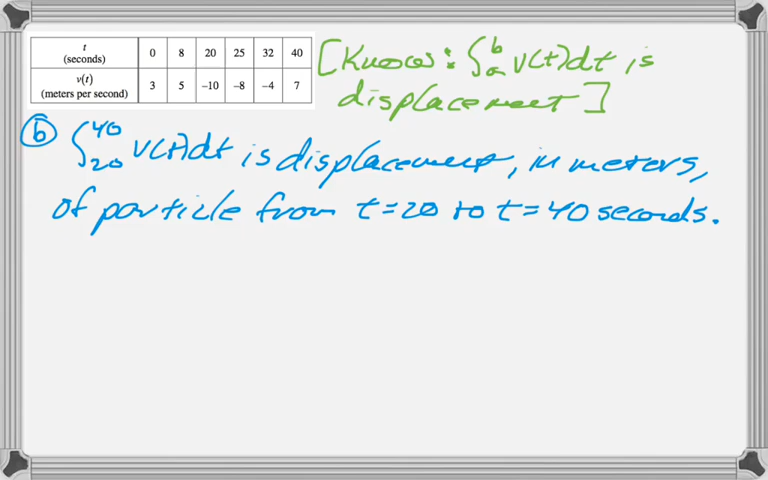 t (seconds) 0 8 20 25 32 40
v(t) (meters per second) 3 5 −10 −8 −4 7
[Know: ∫ₐᵇ v(t)dt is
displacement]
ⓑ ∫₂₀⁴⁰ v(t)dt is displacement, in meters,
of particle from t=20 to t=40 seconds.